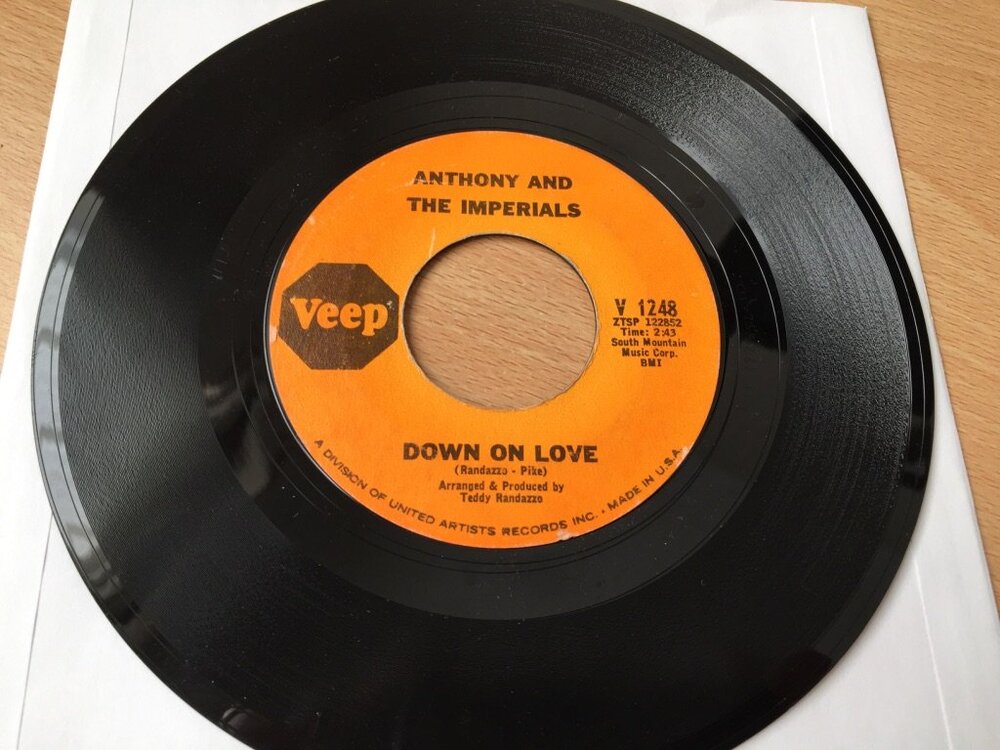 ANTHONY AND
THE IMPERIALS
Veep
V 1248
ZTSP 122852
Time: 2:43
South Mountain
Music Corp.
BMI
DOWN ON LOVE
(Randazzo - Pike)
Arranged & Produced by
Teddy Randazzo
A DIVISION OF UNITED ARTISTS RECORDS INC. • MADE IN U.S.A.